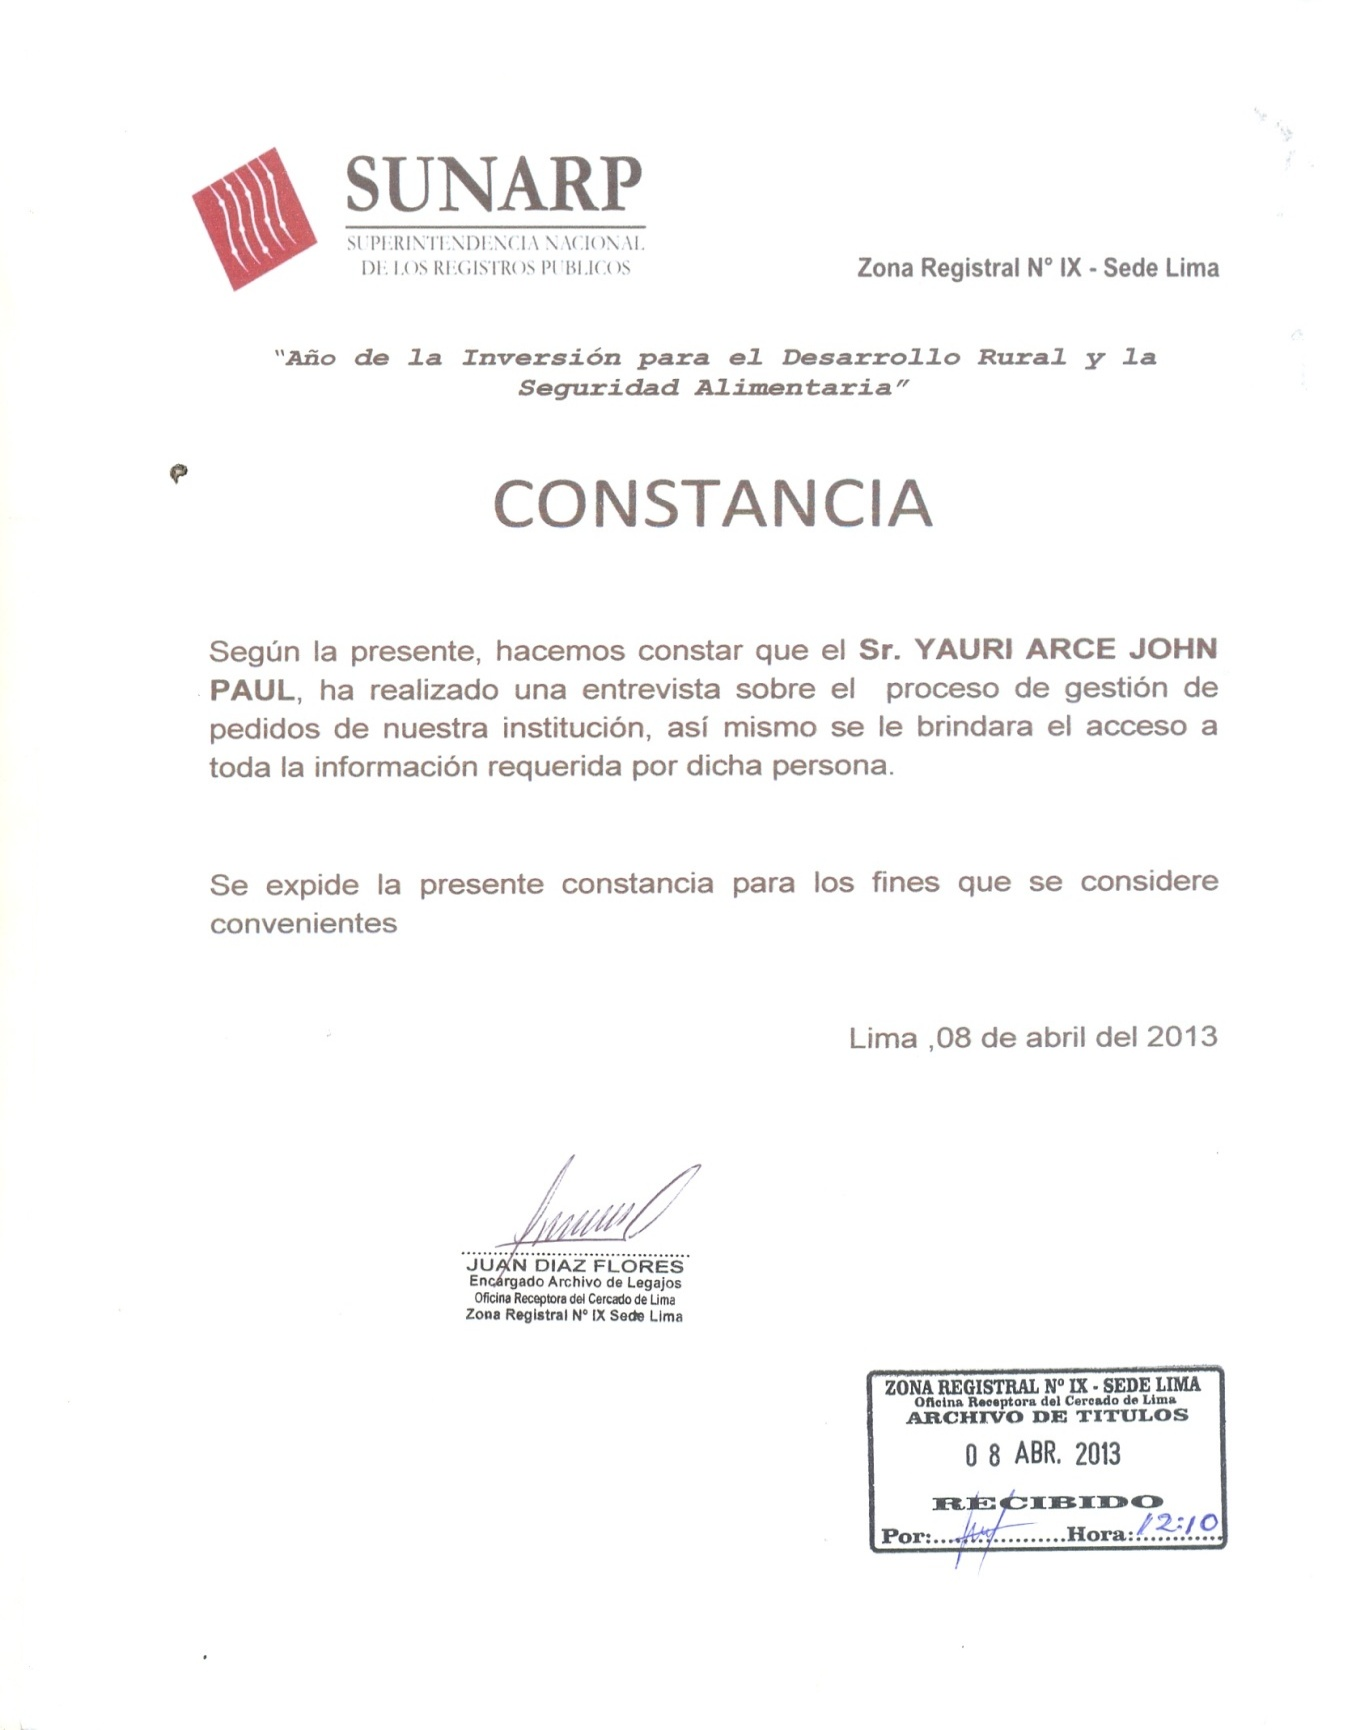 SUNARP
SUPERINTENDENCIA NACIONAL
DE LOS REGISTROS PUBLICOS
Zona Registral N° IX - Sede Lima
"Año de la Inversión para el Desarrollo Rural y la
Seguridad Alimentaria"
CONSTANCIA
Según la presente, hacemos constar que el Sr. YAURI ARCE JOHN
PAUL, ha realizado una entrevista sobre el proceso de gestión de
pedidos de nuestra institución, así mismo se le brindara el acceso a
toda la información requerida por dicha persona.
Se expide la presente constancia para los fines que se considere
convenientes
Lima ,08 de abril del 2013
JUAN DIAZ FLORES
Encargado Archivo de Legajos
Oficina Receptora del Cercado de Lima
Zona Registral Nº IX Sede Lima
ZONA REGISTRAL Nº IX - SEDE LIMA
Oficina Receptora del Cercado de Lima
ARCHIVO DE TITULOS
08 ABR. 2013
RECIBIDO
Por:..................Hora:12:10